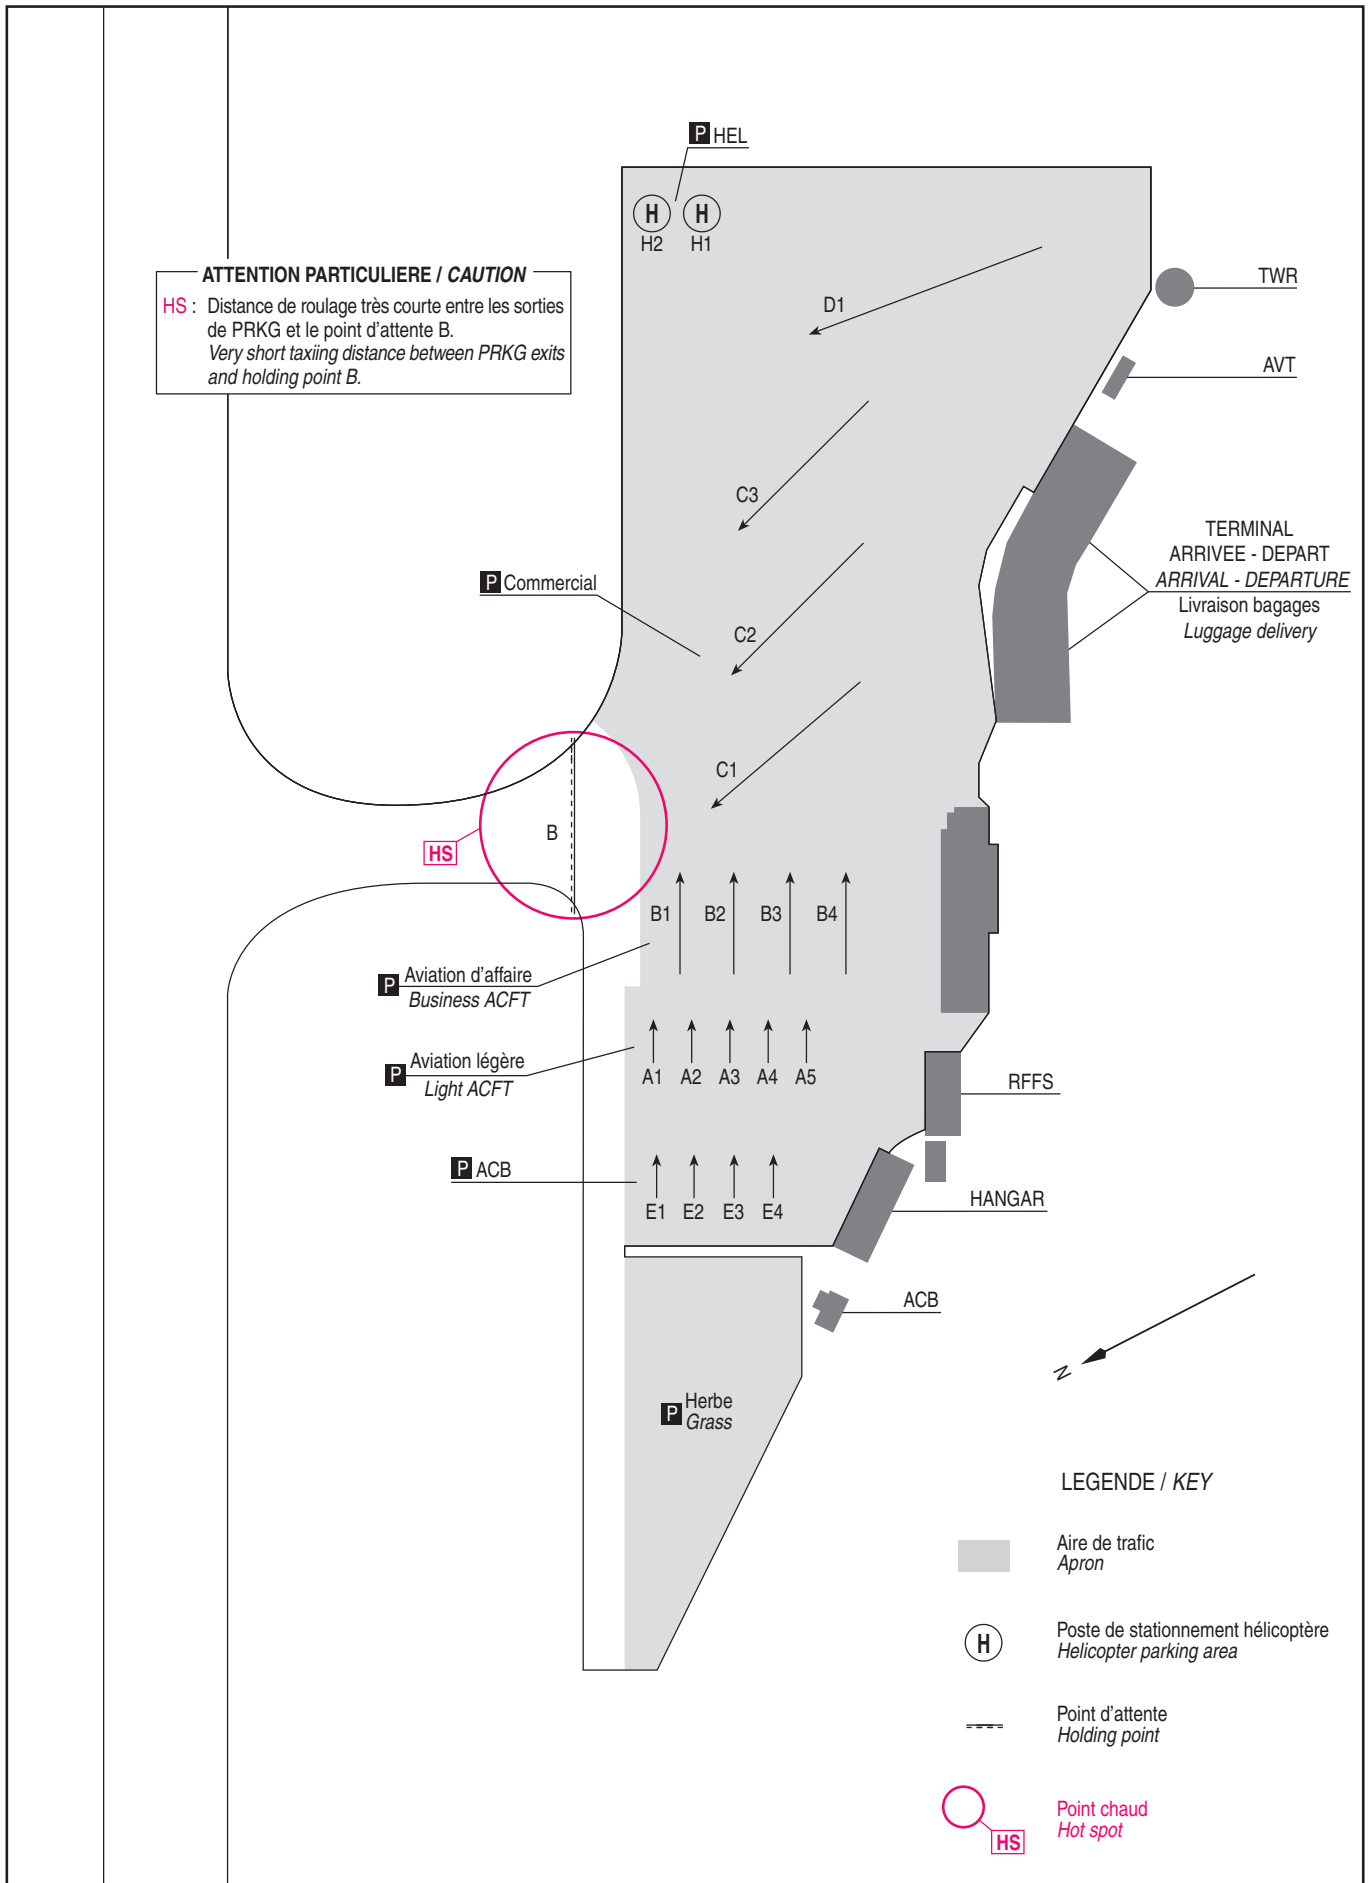 P HEL
H
H
H2
H1
ATTENTION PARTICULIERE / CAUTION
HS : Distance de roulage très courte entre les sorties
de PRKG et le point d'attente B.
Very short taxiing distance between PRKG exits
and holding point B.
D1
TWR
AVT
C3
TERMINAL
ARRIVEE - DEPART
ARRIVAL - DEPARTURE
Livraison bagages
Luggage delivery
P Commercial
C2
C1
B
HS
B1
B2
B3
B4
P Aviation d'affaire
Business ACFT
P Aviation légère
Light ACFT
A1
A2
A3
A4
A5
RFFS
P ACB
E1
E2
E3
E4
HANGAR
ACB
N
P Herbe
Grass
LEGENDE / KEY
Aire de trafic
Apron
H
Poste de stationnement hélicoptère
Helicopter parking area
Point d'attente
Holding point
HS
Point chaud
Hot spot